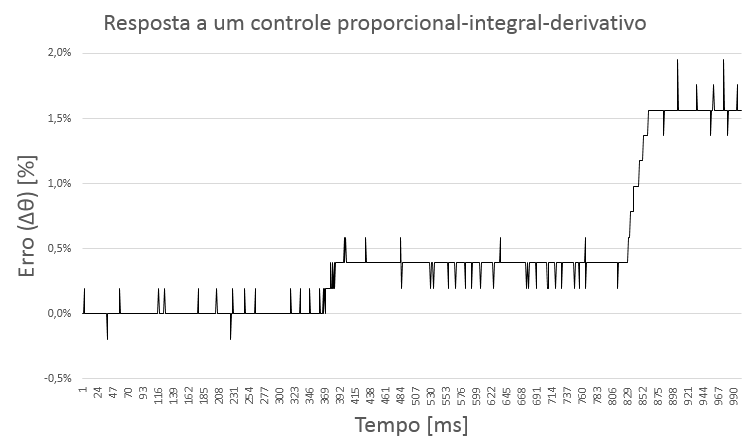 Resposta a um controle proporcional-integral-derivativo
2,0%
1,5%
1,0%
0,5%
0,0%
-0,5%
Erro (Δθ) [%]
1 24 47 70 93 116 139 162 185 208 231 254 277 300 323 346 369 392 415 438 461 484 507 530 553 576 599 622 645 668 691 714 737 760 783 806 829 852 875 898 921 944 967 990
Tempo [ms]